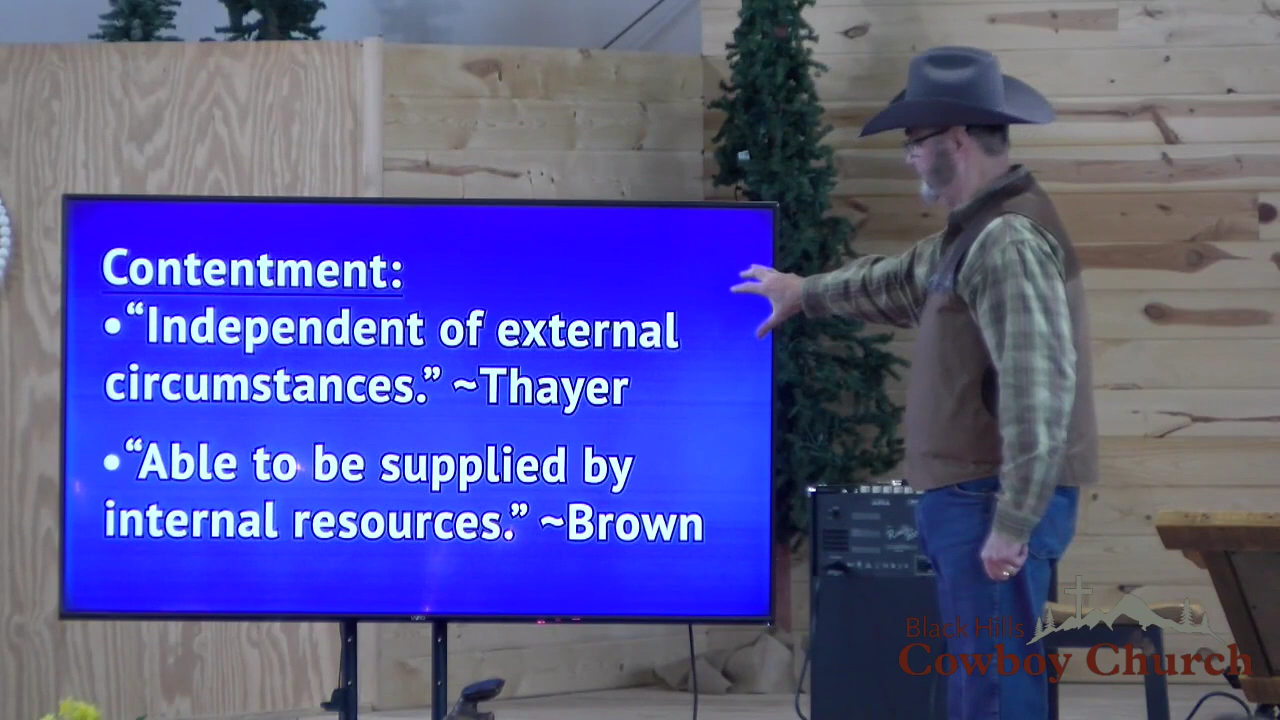 Contentment:
•“Independent of external
circumstances.” ~Thayer
•“Able to be supplied by
internal resources.” ~Brown
Black Hills
Cowboy Church